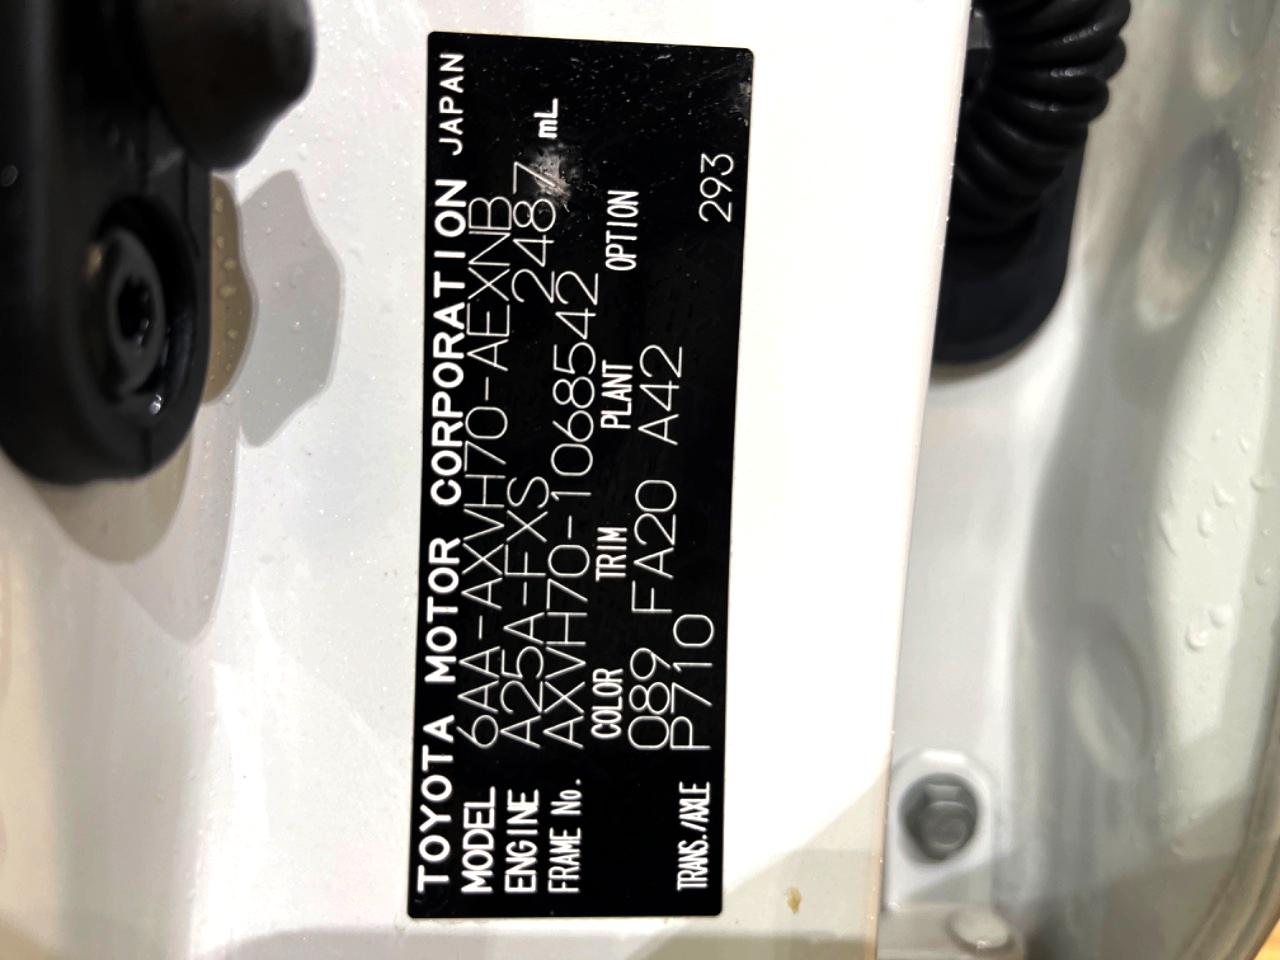 TOYOTA MOTOR CORPORATION JAPAN
MODEL 6AA-AXVH70-AEXNB
ENGINE A25A-FXS 2487 mL
FRAME No. AXVH70-1068542
COLOR TRIM PLANT OPTION
089 FA20 A42
TRANS./AXLE P710 293